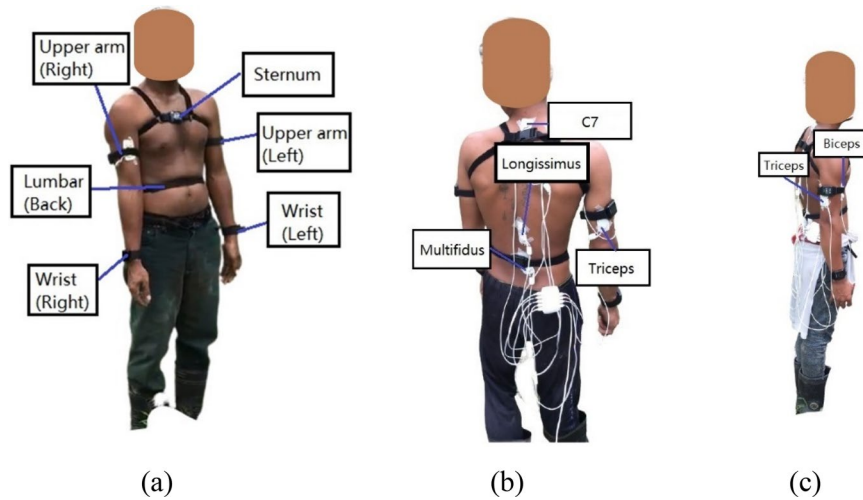 Upper arm
(Right)
Sternum
Upper arm
(Left)
Lumbar
(Back)
Wrist
(Left)
Wrist
(Right)
C7
Longissimus
Multifidus
Triceps
Biceps
Triceps
(a)
(b)
(c)